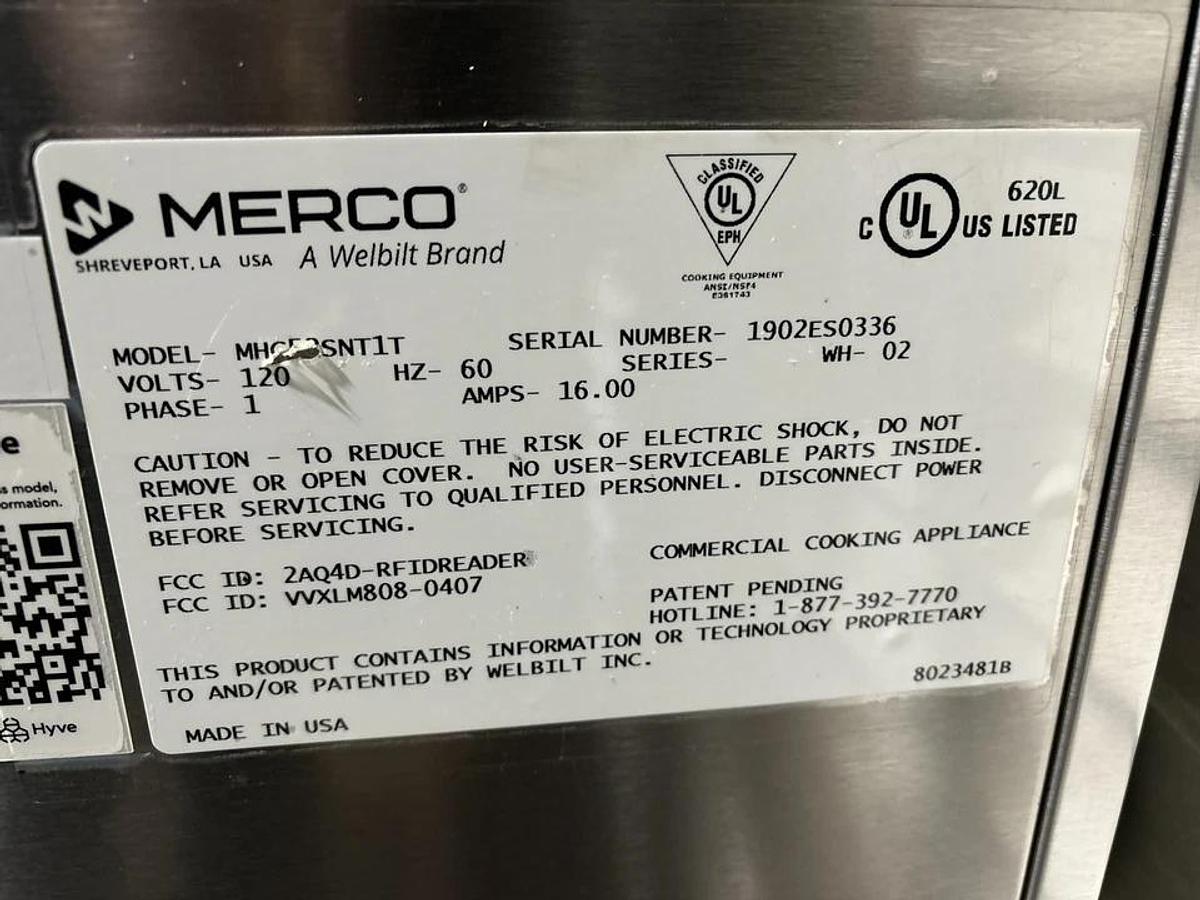 MERCO®
SHREVEPORT, LA USA A Welbilt Brand
CLASSIFIED
UL
EPH
COOKING EQUIPMENT
ANSI/NSF4
E361743
C UL® US LISTED
620L
MODEL- SERIAL NUMBER- 1902ES0336
VOLTS- 120 HZ- 60 SERIES- WH- 02
PHASE- 1 AMPS- 16.00
CAUTION - TO REDUCE THE RISK OF ELECTRIC SHOCK, DO NOT
REMOVE OR OPEN COVER. NO USER-SERVICEABLE PARTS INSIDE.
REFER SERVICING TO QUALIFIED PERSONNEL. DISCONNECT POWER
BEFORE SERVICING.
COMMERCIAL COOKING APPLIANCE
FCC ID: 2AQ4D-RFIDREADER
FCC ID: VVXLM808-0407
PATENT PENDING
HOTLINE: 1-877-392-7770
THIS PRODUCT CONTAINS INFORMATION OR TECHNOLOGY PROPRIETARY
TO AND/OR PATENTED BY WELBILT INC.
8023481B
MADE IN USA
model,
Hyve